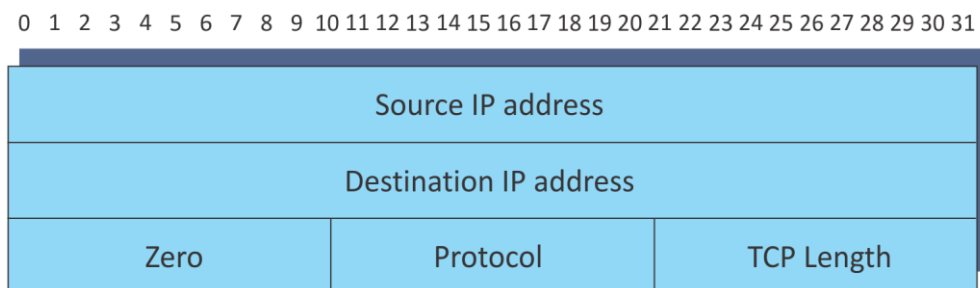 0 1 2 3 4 5 6 7 8 9 10 11 12 13 14 15 16 17 18 19 20 21 22 23 24 25 26 27 28 29 30 31
Source IP address
Destination IP address
Zero Protocol TCP Length